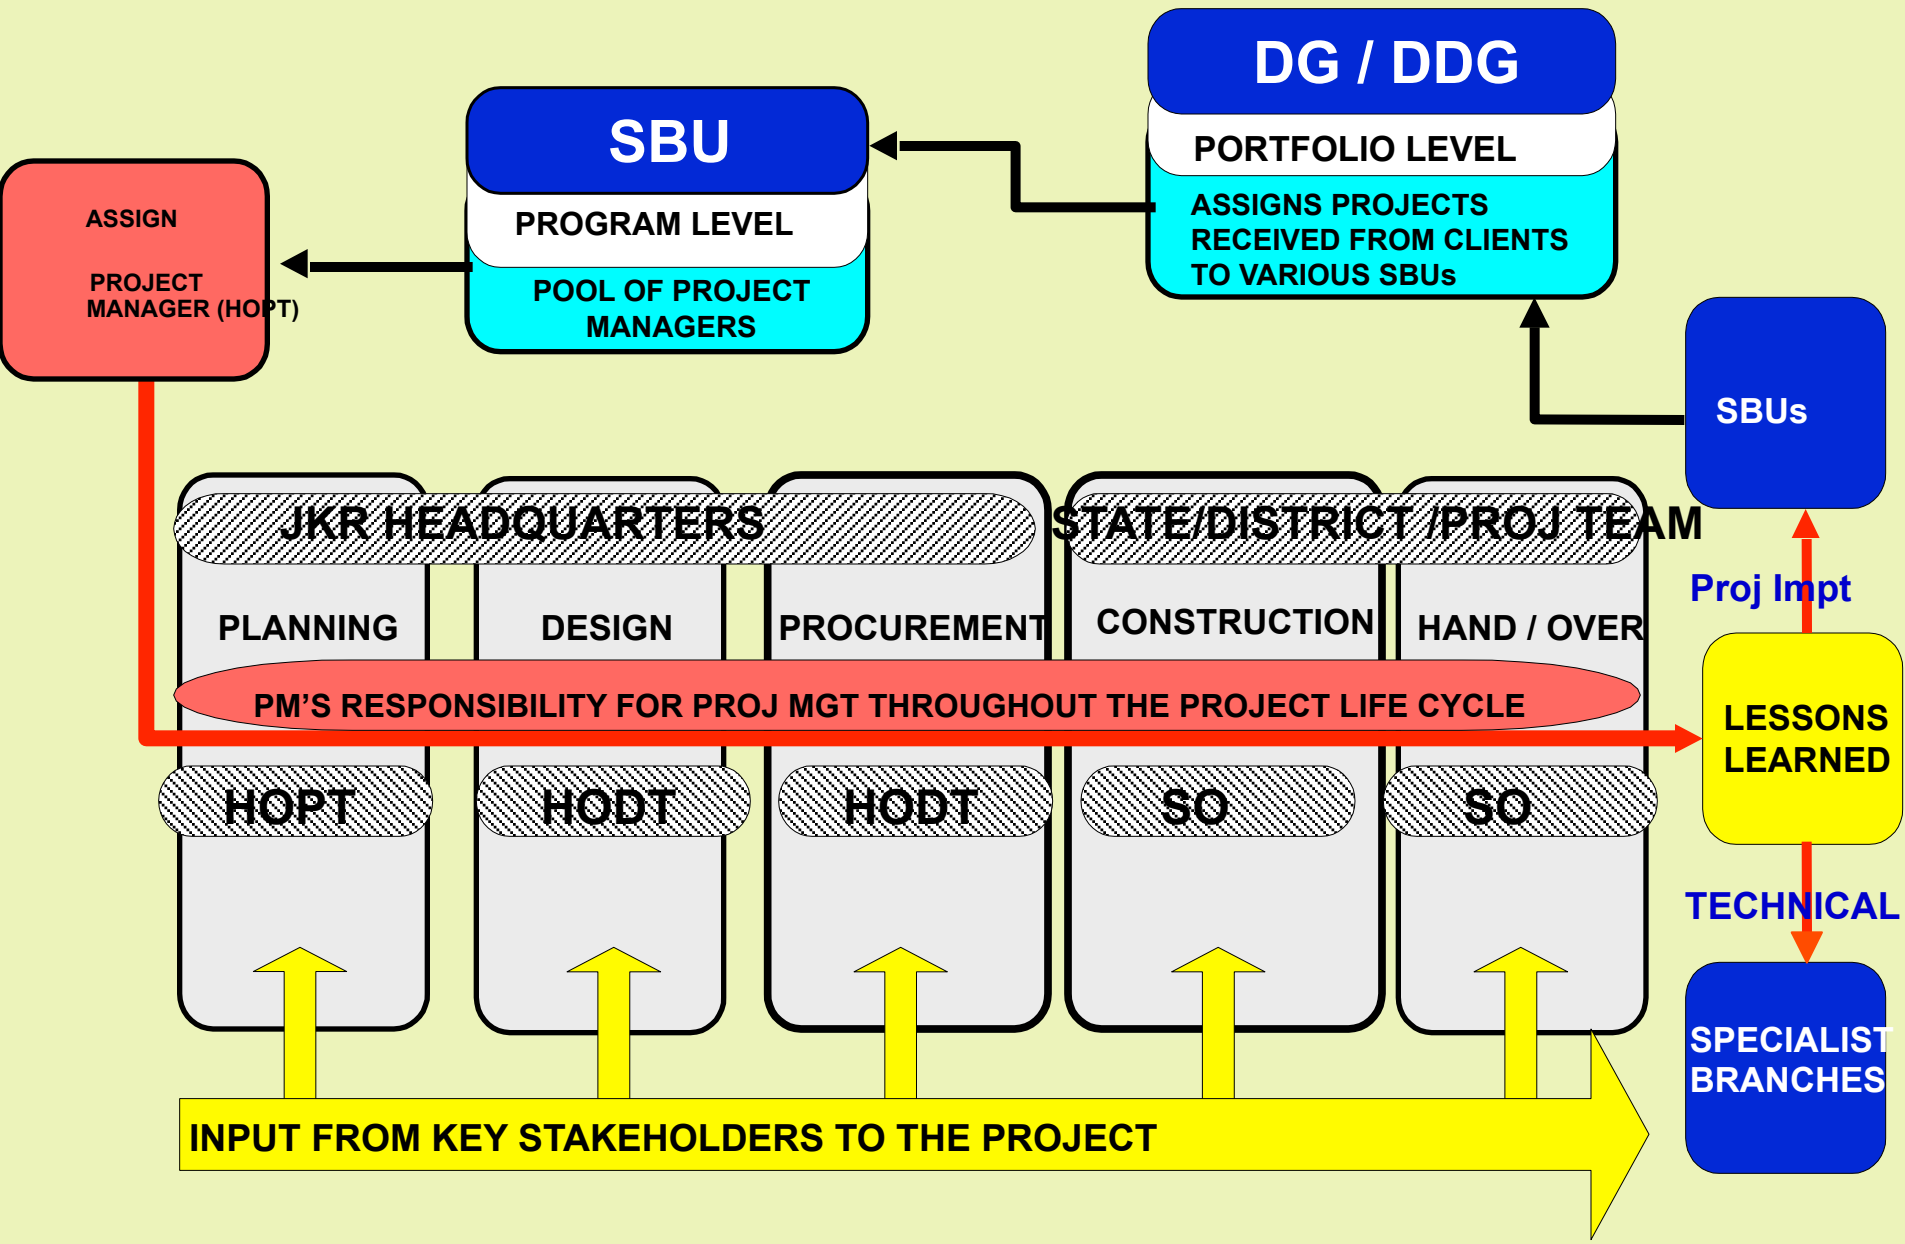 DG / DDG
PORTFOLIO LEVEL
ASSIGNS PROJECTS
RECEIVED FROM CLIENTS
TO VARIOUS SBUs
SBU
PROGRAM LEVEL
POOL OF PROJECT
MANAGERS
ASSIGN
PROJECT
MANAGER (HOPT)
SBUs
JKR HEADQUARTERS
STATE/DISTRICT /PROJ TEAM
PLANNING
DESIGN
PROCUREMENT
CONSTRUCTION
HAND / OVER
Proj Impt
PM'S RESPONSIBILITY FOR PROJ MGT THROUGHOUT THE PROJECT LIFE CYCLE
LESSONS
LEARNED
HOPT
HODT
HODT
SO
SO
TECHNICAL
SPECIALIST
BRANCHES
INPUT FROM KEY STAKEHOLDERS TO THE PROJECT